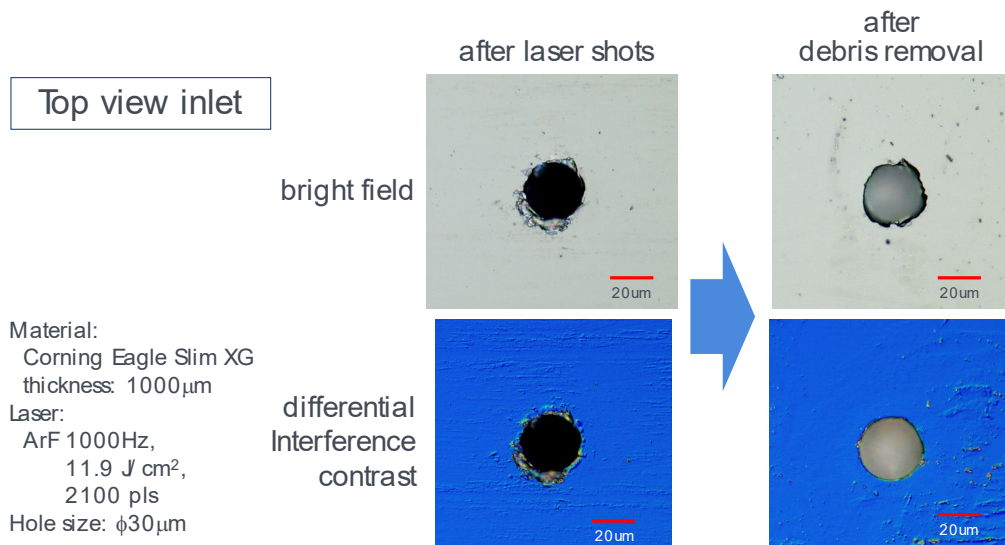 after laser shots
after
debris removal
Top view inlet
bright field
20um
20um
Material:
Corning Eagle Slim XG
thickness: 1000μm
Laser:
ArF 1000Hz,
11.9 J/cm²,
2100 pls
Hole size: ϕ30μm
differential
Interference
contrast
20um
20um